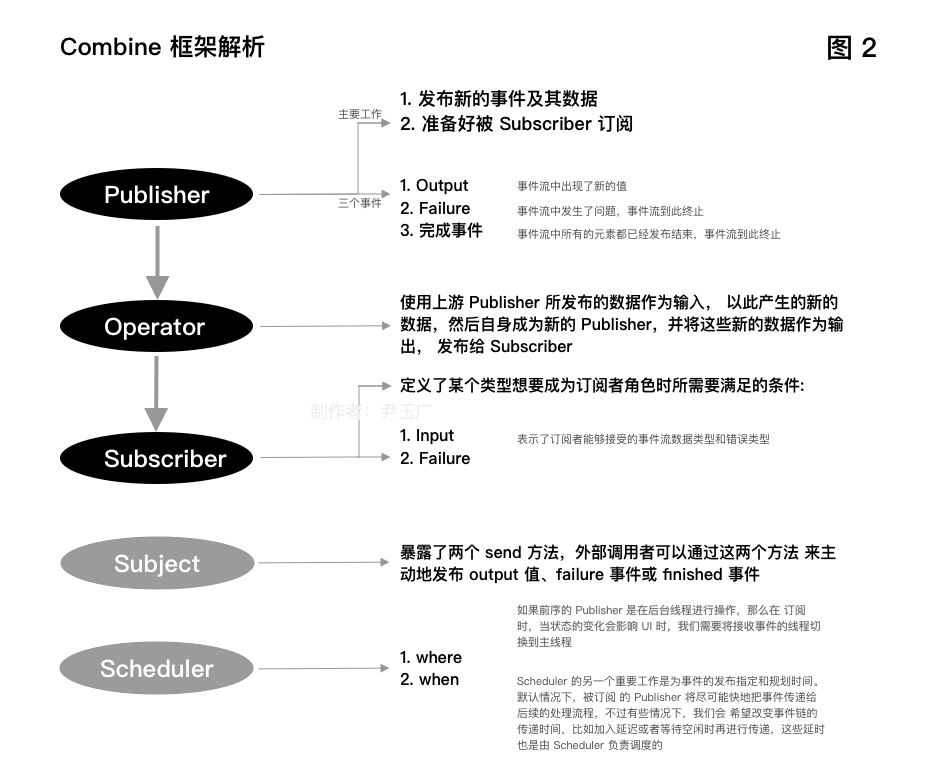 Combine 框架解析
图 2
主要工作
1. 发布新的事件及其数据
2. 准备好被 Subscriber 订阅
Publisher
三个事件
1. Output
事件流中出现了新的值
2. Failure
事件流中发生了问题，事件流到此终止
3. 完成事件
事件流中所有的元素都已经发布结束，事件流到此终止
Operator
使用上游 Publisher 所发布的数据作为输入， 以此产生的新的
数据，然后自身成为新的 Publisher，并将这些新的数据作为输
出， 发布给 Subscriber
定义了某个类型想要成为订阅者角色时所需要满足的条件:
制作者：尹玉广
Subscriber
1. Input
表示了订阅者能够接受的事件流数据类型和错误类型
2. Failure
Subject
暴露了两个 send 方法，外部调用者可以通过这两个方法 来主
动地发布 output 值、failure 事件或 finished 事件
如果前序的 Publisher 是在后台线程进行操作，那么在 订阅
时，当状态的变化会影响 UI 时，我们需要将接收事件的线程切
换到主线程
Scheduler
1. where
2. when
Scheduler 的另一个重要工作是为事件的发布指定和规划时间。
默认情况下，被订阅 的 Publisher 将尽可能快地把事件传递给
后续的处理流程，不过有些情况下，我们会 希望改变事件链的
传递时间，比如加入延迟或者等待空闲时再进行传递，这些延时
也是由 Scheduler 负责调度的